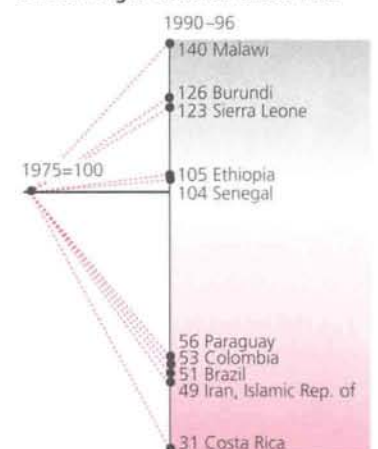 1990–96
140 Malawi
126 Burundi
123 Sierra Leone
1975=100
105 Ethiopia
104 Senegal
56 Paraguay
53 Colombia
51 Brazil
49 Iran, Islamic Rep. of
31 Costa Rica